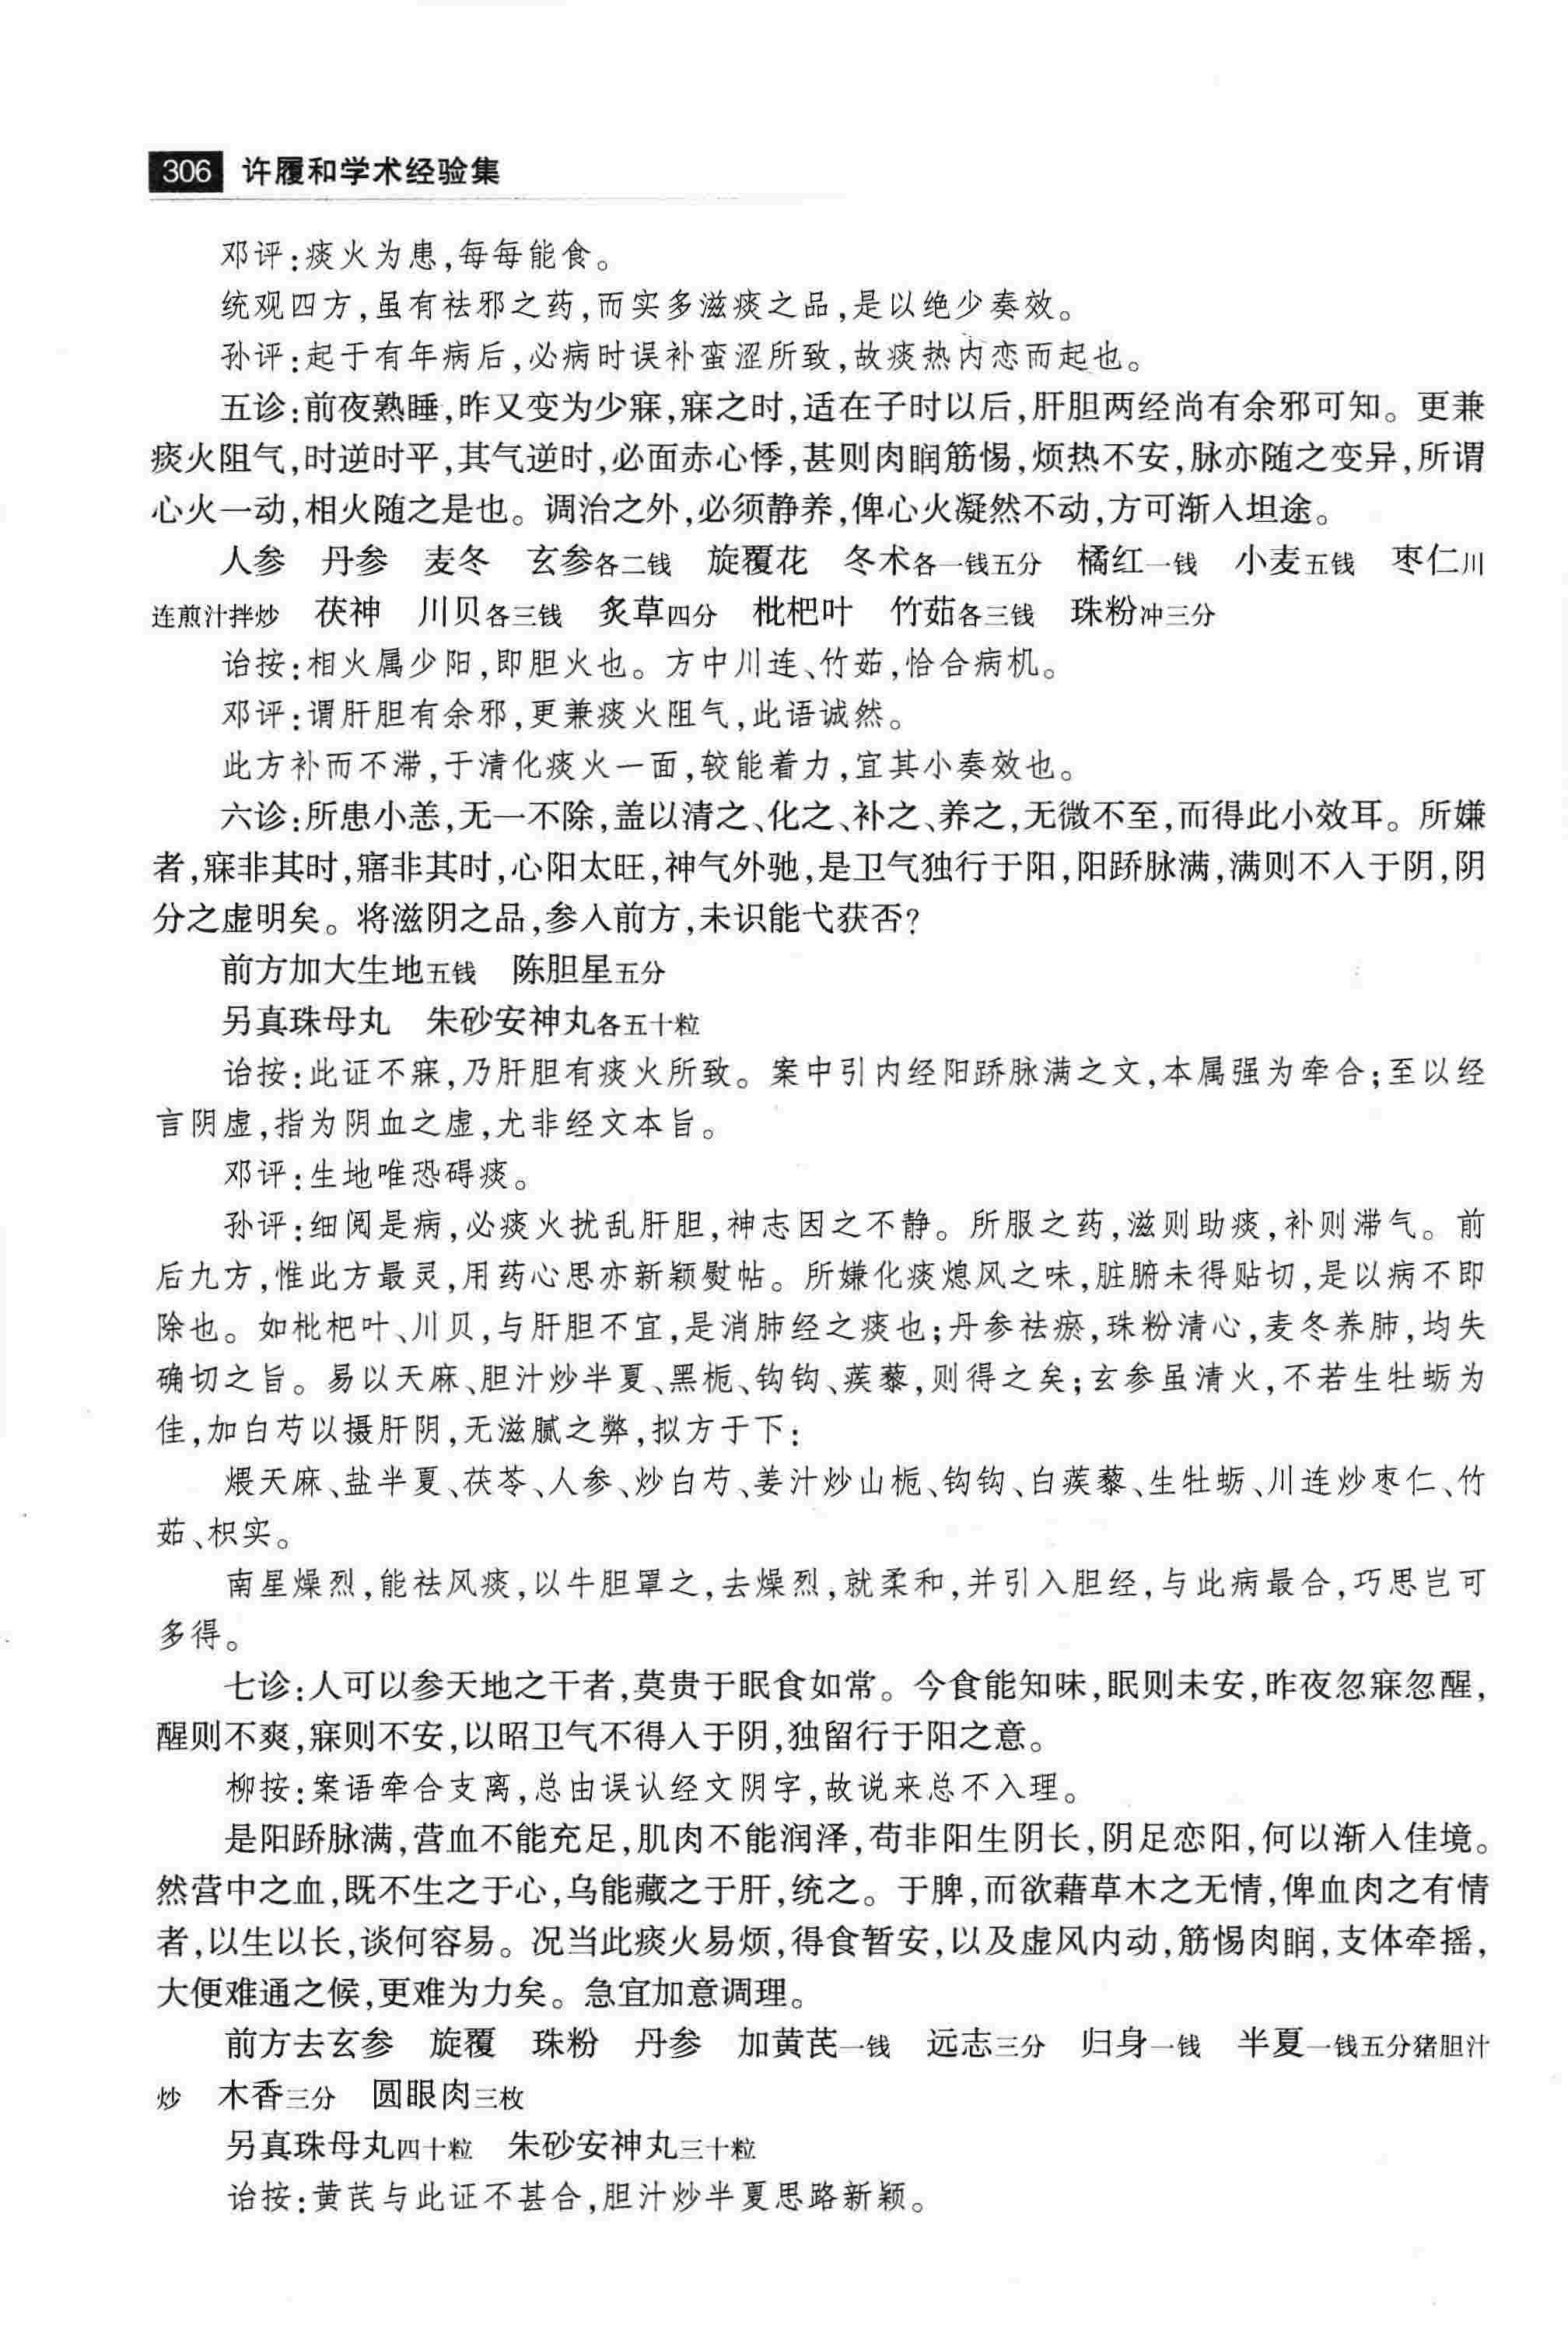 306 许履和学术经验集
邓评:痰火为患,每每能食。
统观四方,虽有祛邪之药,而实多滋痰之品,是以绝少奏效。
孙评:起于有年病后,必病时误补蛮涩所致,故痰热内恋而起也。
五诊:前夜熟睡,昨又变为少寐,寐之时,适在子时以后,肝胆两经尚有余邪可知。更兼
痰火阻气,时逆时平,其气逆时,必面赤心悸,甚则肉瞤筋惕,烦热不安,脉亦随之变异,所谓
心火一动,相火随之是也。调治之外,必须静养,俾心火凝然不动,方可渐入坦途。
人参 丹参 麦冬 玄参各二钱 旋覆花 冬术各一钱五分 橘红一钱 小麦五钱 枣仁川
连煎汁拌炒 茯神 川贝各三钱 炙草四分 枇杷叶 竹茹各三钱 珠粉冲三分
诒按:相火属少阳,即胆火也。方中川连、竹茹,恰合病机。
邓评:谓肝胆有余邪,更兼痰火阻气,此语诚然。
此方补而不滞,于清化痰火一面,较能着力,宜其小奏效也。
六诊:所患小恙,无一不除,盖以清之、化之、补之、养之,无微不至,而得此小效耳。所嫌
者,寐非其时,寤非其时,心阳太旺,神气外驰,是卫气独行于阳,阳跻脉满,满则不入于阴,阴
分之虚明矣。将滋阴之品,参入前方,未识能弋获否?
前方加大生地五钱 陈胆星五分
另真珠母丸 朱砂安神丸各五十粒
诒按:此证不寐,乃肝胆有痰火所致。案中引内经阳跻脉满之文,本属强为牵合;至以经
言阴虚,指为阴血之虚,尤非经文本旨。
邓评:生地唯恐碍痰。
孙评:细阅是病,必痰火扰乱肝胆,神志因之不静。所服之药,滋则助痰,补则滞气。前
后九方,惟此方最灵,用药心思亦新颖熨帖。所嫌化痰熄风之味,脏腑未得贴切,是以病不即
除也。如枇杷叶、川贝,与肝胆不宜,是消肺经之痰也;丹参祛瘀,珠粉清心,麦冬养肺,均失
确切之旨。易以天麻、胆汁炒半夏、黑栀、钩钩、蒺藜,则得之矣;玄参虽清火,不若生牡蛎为
佳,加白芍以摄肝阴,无滋腻之弊,拟方于下:
煨天麻、盐半夏、茯苓、人参、炒白芍、姜汁炒山栀、钩钩、白蒺藜、生牡蛎、川连炒枣仁、竹
茹、枳实。
南星燥烈,能祛风痰,以牛胆罩之,去燥烈,就柔和,并引入胆经,与此病最合,巧思岂可
多得。
七诊:人可以参天地之干者,莫贵于眠食如常。今食能知味,眠则未安,昨夜忽寐忽醒,
醒则不爽,寐则不安,以昭卫气不得入于阴,独留行于阳之意。
柳按:案语牵合支离,总由误认经文阴字,故说来总不入理。
是阳跻脉满,营血不能充足,肌肉不能润泽,苟非阳生阴长,阴足恋阳,何以渐入佳境。
然营中之血,既不生之于心,乌能藏之于肝,统之。于脾,而欲藉草木之无情,俾血肉之有情
者,以生以长,谈何容易。况当此痰火易烦,得食暂安,以及虚风内动,筋惕肉瞤,支体牵摇,
大便难通之候,更难为力矣。急宜加意调理。
前方去玄参 旋覆 珠粉 丹参 加黄芪一钱 远志三分 归身一钱 半夏一钱五分猪胆汁
炒 木香三分 圆眼肉三枚
另真珠母丸四十粒 朱砂安神丸三十粒
诒按:黄芪与此证不甚合,胆汁炒半夏思路新颖。